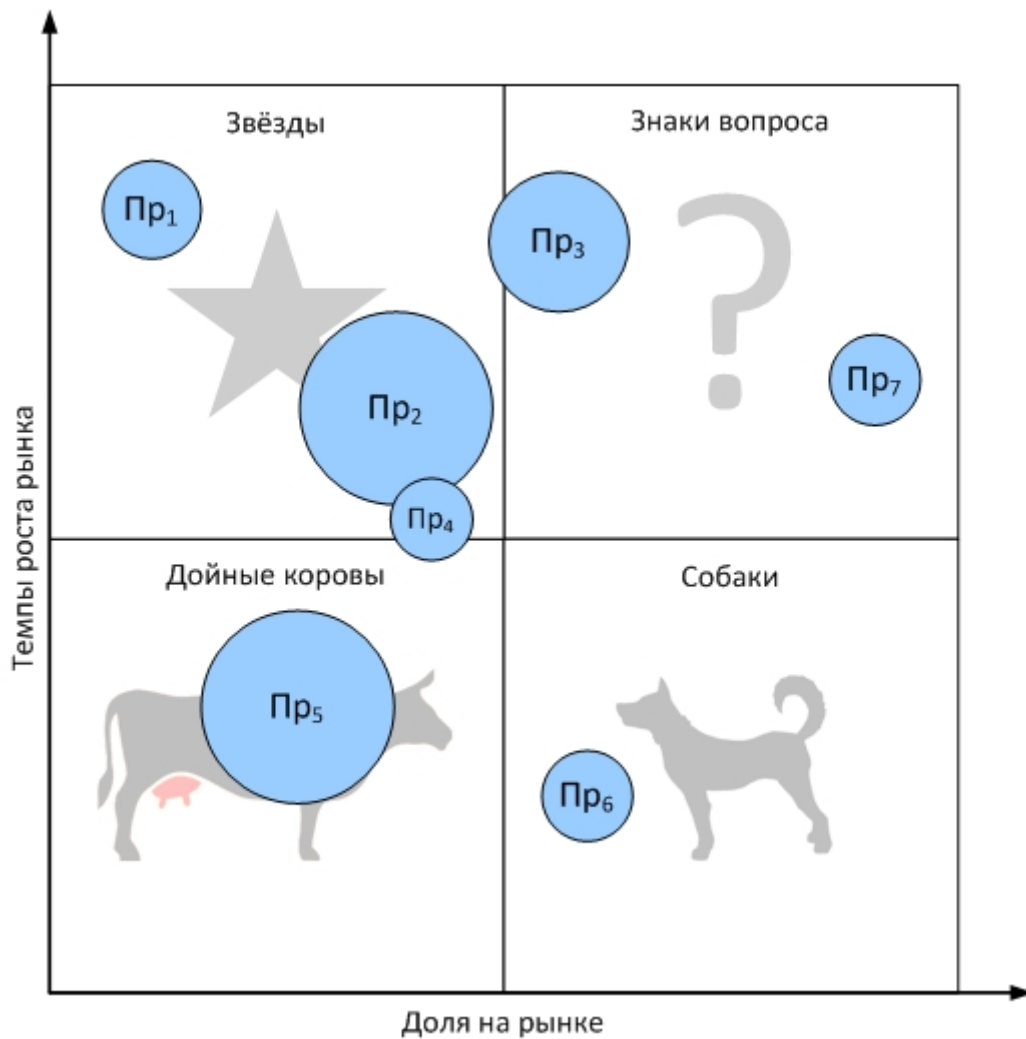 Звёзды
Знаки вопроса
Пр₁
Пр₃
Пр₂
Пр₇
Пр₄
Темпы роста рынка
Дойные коровы
Собаки
Пр₅
Пр₆
Доля на рынке